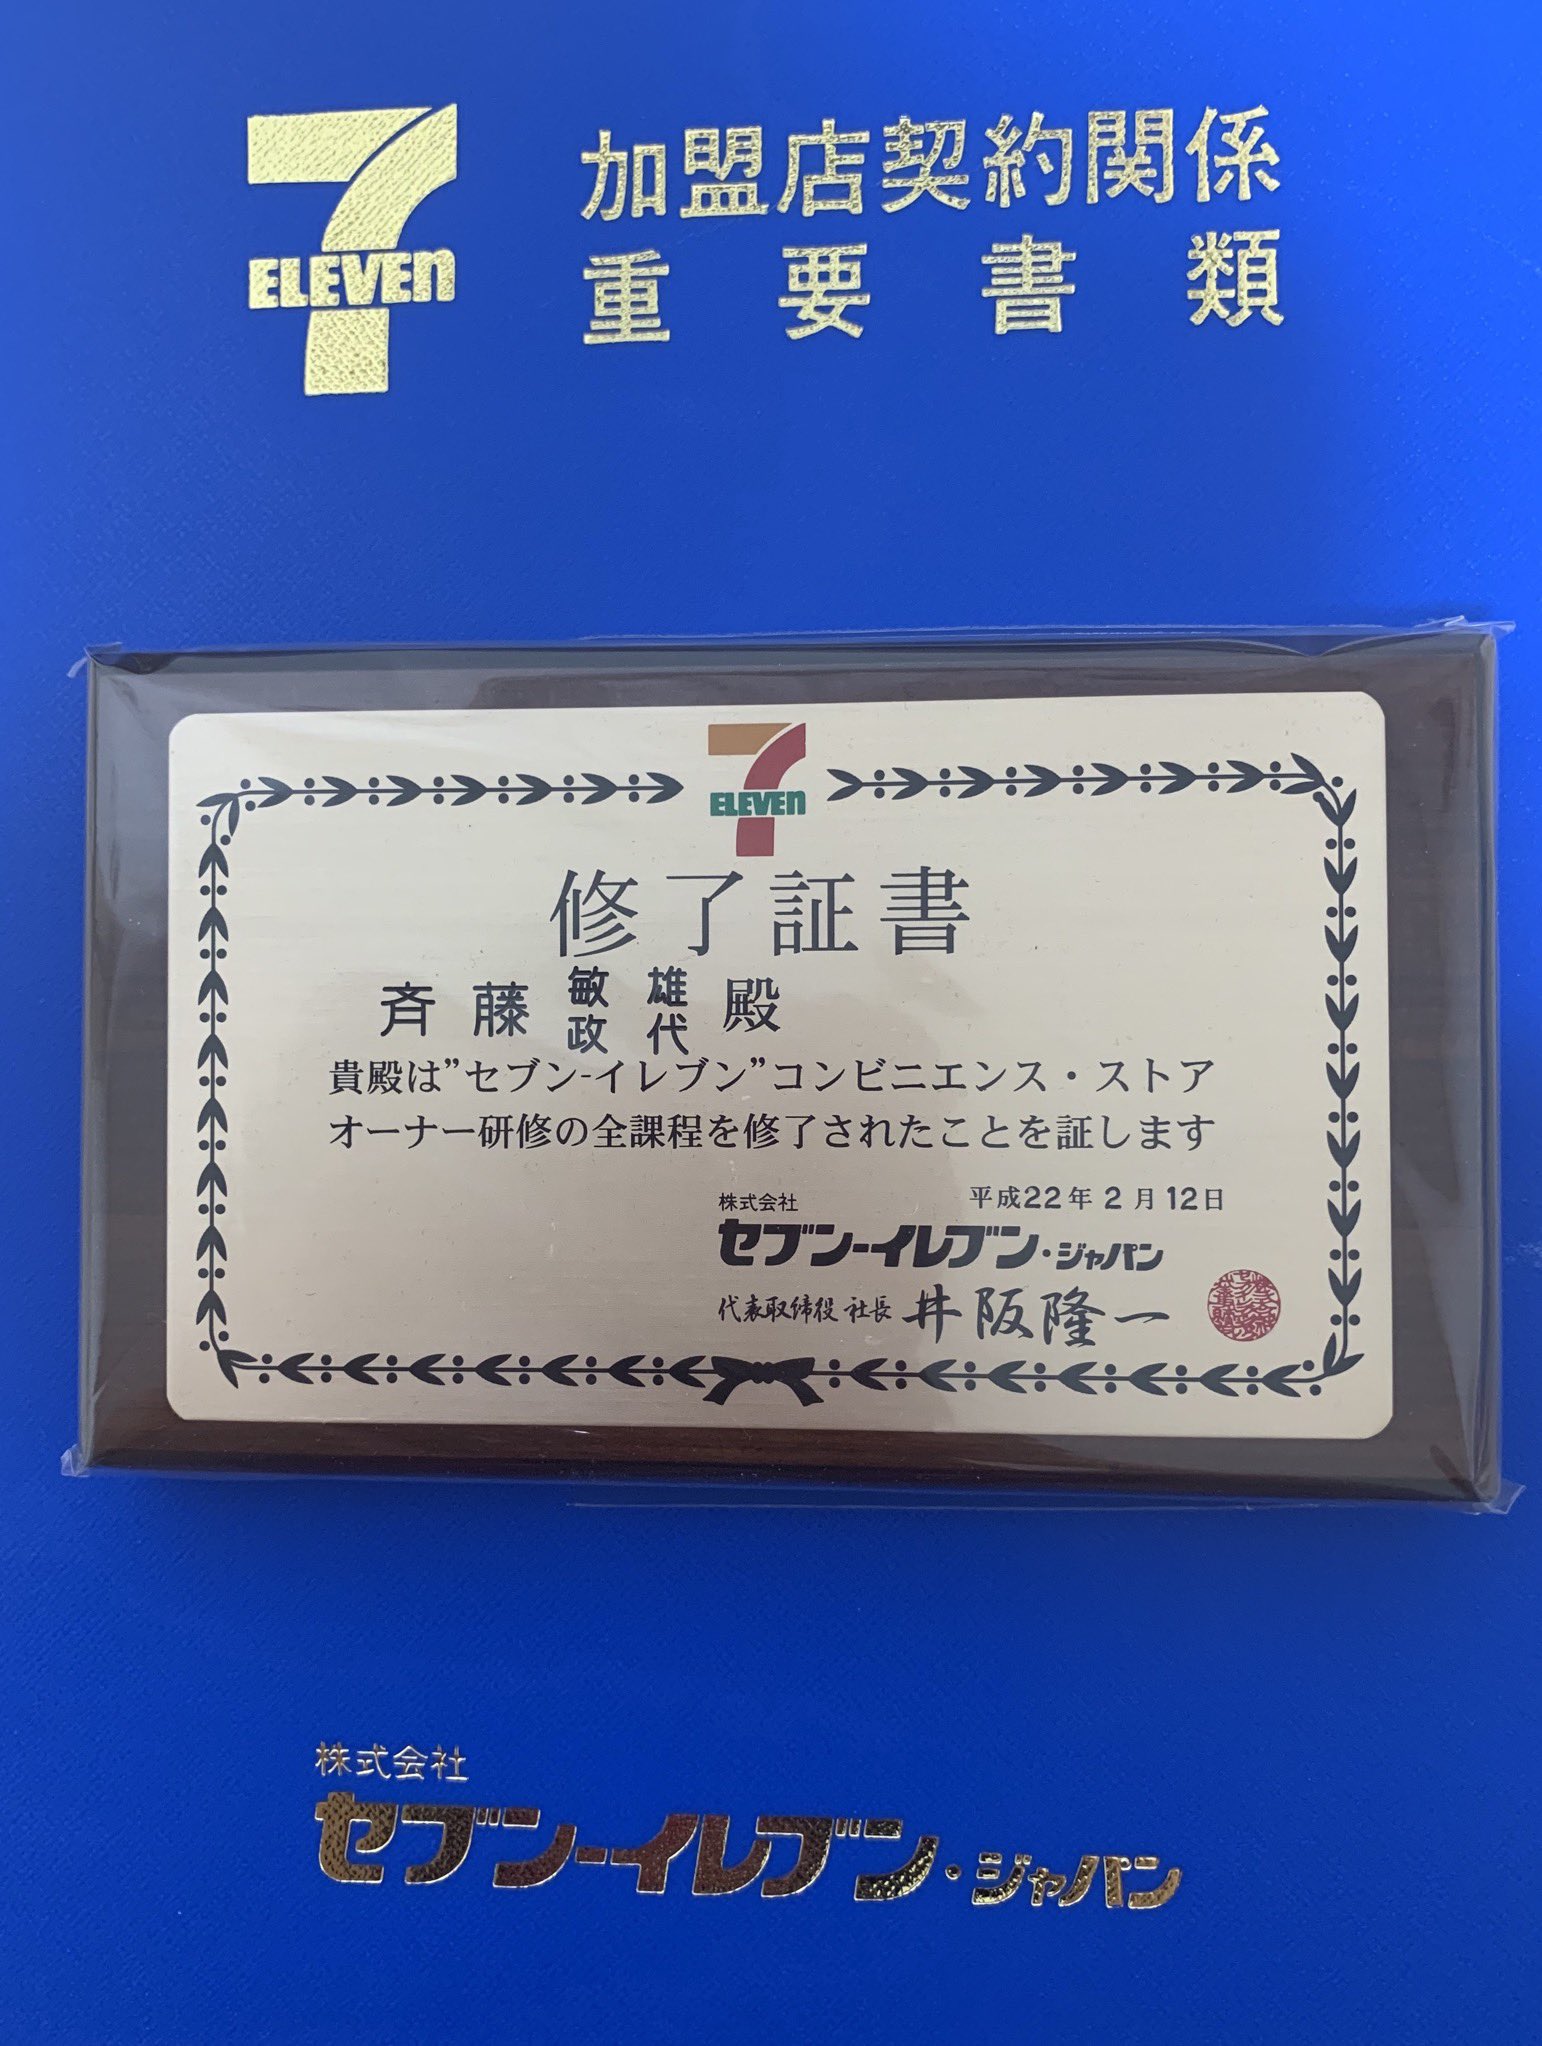 7
ELEVEn
加盟店契約関係
重要書類
7
ELEVEn
修了証書
斉藤 敏雄 殿
政代
貴殿は”セブン-イレブン”コンビニエンス・ストア
オーナー研修の全課程を修了されたことを証します
平成22年2月12日
株式会社
セブン-イレブン・ジャパン
代表取締役 社長 井阪隆一
株式会社
セブン-イレブン・ジャパン